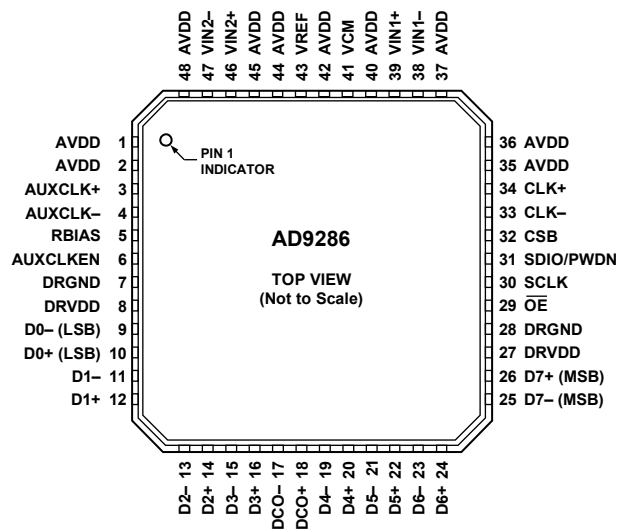 48 AVDD
47 VIN2–
46 VIN2+
45 AVDD
44 AVDD
43 VREF
42 AVDD
41 VCM
40 AVDD
39 VIN1+
38 VIN1–
37 AVDD
AVDD 1
AVDD 2
AUXCLK+ 3
AUXCLK– 4
RBIAS 5
AUXCLKEN 6
DRGND 7
DRVDD 8
D0– (LSB) 9
D0+ (LSB) 10
D1– 11
D1+ 12
PIN 1
INDICATOR
AD9286
TOP VIEW
(Not to Scale)
36 AVDD
35 AVDD
34 CLK+
33 CLK–
32 CSB
31 SDIO/PWDN
30 SCLK
29 OE
28 DRGND
27 DRVDD
26 D7+ (MSB)
25 D7– (MSB)
D2– 13
D2+ 14
D3– 15
D3+ 16
DCO– 17
DCO+ 18
D4– 19
D4+ 20
D5– 21
D5+ 22
D6– 23
D6+ 24